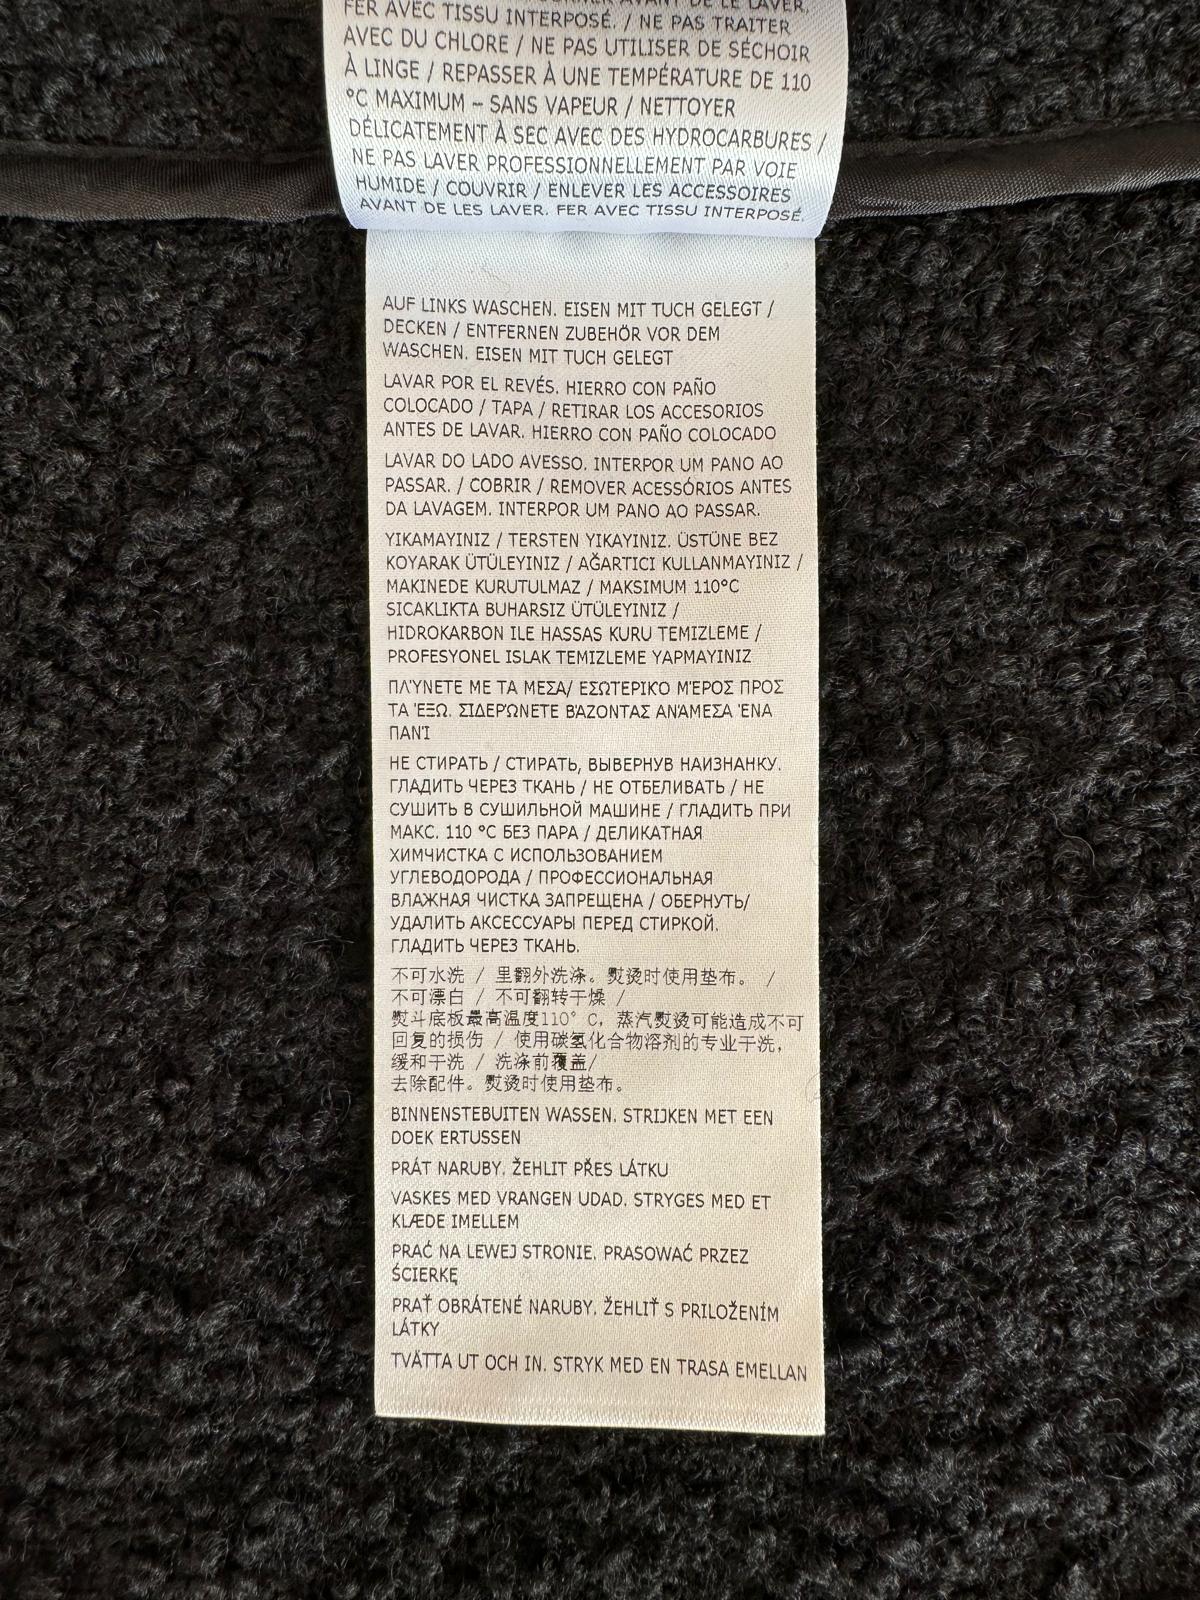 AVANT DE LE LAVER.
FER AVEC TISSU INTERPOSÉ. / NE PAS TRAITER
AVEC DU CHLORE / NE PAS UTILISER DE SÉCHOIR
À LINGE / REPASSER À UNE TEMPÉRATURE DE 110
°C MAXIMUM – SANS VAPEUR / NETTOYER
DÉLICATEMENT À SEC AVEC DES HYDROCARBURES /
NE PAS LAVER PROFESSIONNELLEMENT PAR VOIE
HUMIDE / COUVRIR / ENLEVER LES ACCESSOIRES
AVANT DE LES LAVER. FER AVEC TISSU INTERPOSÉ.
AUF LINKS WASCHEN. EISEN MIT TUCH GELEGT /
DECKEN / ENTFERNEN ZUBEHÖR VOR DEM
WASCHEN. EISEN MIT TUCH GELEGT
LAVAR POR EL REVÉS. HIERRO CON PAÑO
COLOCADO / TAPA / RETIRAR LOS ACCESORIOS
ANTES DE LAVAR. HIERRO CON PAÑO COLOCADO
LAVAR DO LADO AVESSO. INTERPOR UM PANO AO
PASSAR. / COBRIR / REMOVER ACESSÓRIOS ANTES
DA LAVAGEM. INTERPOR UM PANO AO PASSAR.
YIKAMAYINIZ / TERSTEN YIKAYINIZ. ÜSTÜNE BEZ
KOYARAK ÜTÜLEYINIZ / AĞARTICI KULLANMAYINIZ /
MAKINEDE KURUTULMAZ / MAKSIMUM 110°C
SICAKLIKTA BUHARSIZ ÜTÜLEYINIZ /
HIDROKARBON ILE HASSAS KURU TEMIZLEME /
PROFESYONEL ISLAK TEMIZLEME YAPMAYINIZ
ΠΛΎΝΕΤΕ ΜΕ ΤΑ ΜΕΣΑ/ ΕΣΩΤΕΡΙΚΌ ΜΈΡΟΣ ΠΡΟΣ
ΤΑ ΈΞΩ. ΣΙΔΕΡΏΝΕΤΕ ΒΆΖΟΝΤΑΣ ΑΝΆΜΕΣΑ ΈΝΑ
ΠΑΝΊ
НЕ СТИРАТЬ / СТИРАТЬ, ВЫВЕРНУВ НАИЗНАНКУ.
ГЛАДИТЬ ЧЕРЕЗ ТКАНЬ / НЕ ОТБЕЛИВАТЬ / НЕ
СУШИТЬ В СУШИЛЬНОЙ МАШИНЕ / ГЛАДИТЬ ПРИ
МАКС. 110 °C БЕЗ ПАРА / ДЕЛИКАТНАЯ
ХИМЧИСТКА С ИСПОЛЬЗОВАНИЕМ
УГЛЕВОДОРОДА / ПРОФЕССИОНАЛЬНАЯ
ВЛАЖНАЯ ЧИСТКА ЗАПРЕЩЕНА / ОБЕРНУТЬ/
УДАЛИТЬ АКСЕССУАРЫ ПЕРЕД СТИРКОЙ.
ГЛАДИТЬ ЧЕРЕЗ ТКАНЬ.
不可水洗 / 里翻外洗涤。熨烫时使用垫布。 /
不可漂白 / 不可翻转干燥 /
熨斗底板最高温度110° C，蒸汽熨烫可能造成不可
回复的损伤 / 使用碳氢化合物溶剂的专业干洗，
缓和干洗 / 洗涤前覆盖/
去除配件。熨烫时使用垫布。
BINNENSTEBUITEN WASSEN. STRIJKEN MET EEN
DOEK ERTUSSEN
PRÁT NARUBY. ŽEHLIT PŘES LÁTKU
VASKES MED VRANGEN UDAD. STRYGES MED ET
KLÆDE IMELLEM
PRAĆ NA LEWEJ STRONIE. PRASOWAĆ PRZEZ
ŚCIERKĘ
PRAŤ OBRÁTENÉ NARUBY. ŽEHLIŤ S PRILOŽENÍM
LÁTKY
TVÄTTA UT OCH IN. STRYK MED EN TRASA EMELLAN